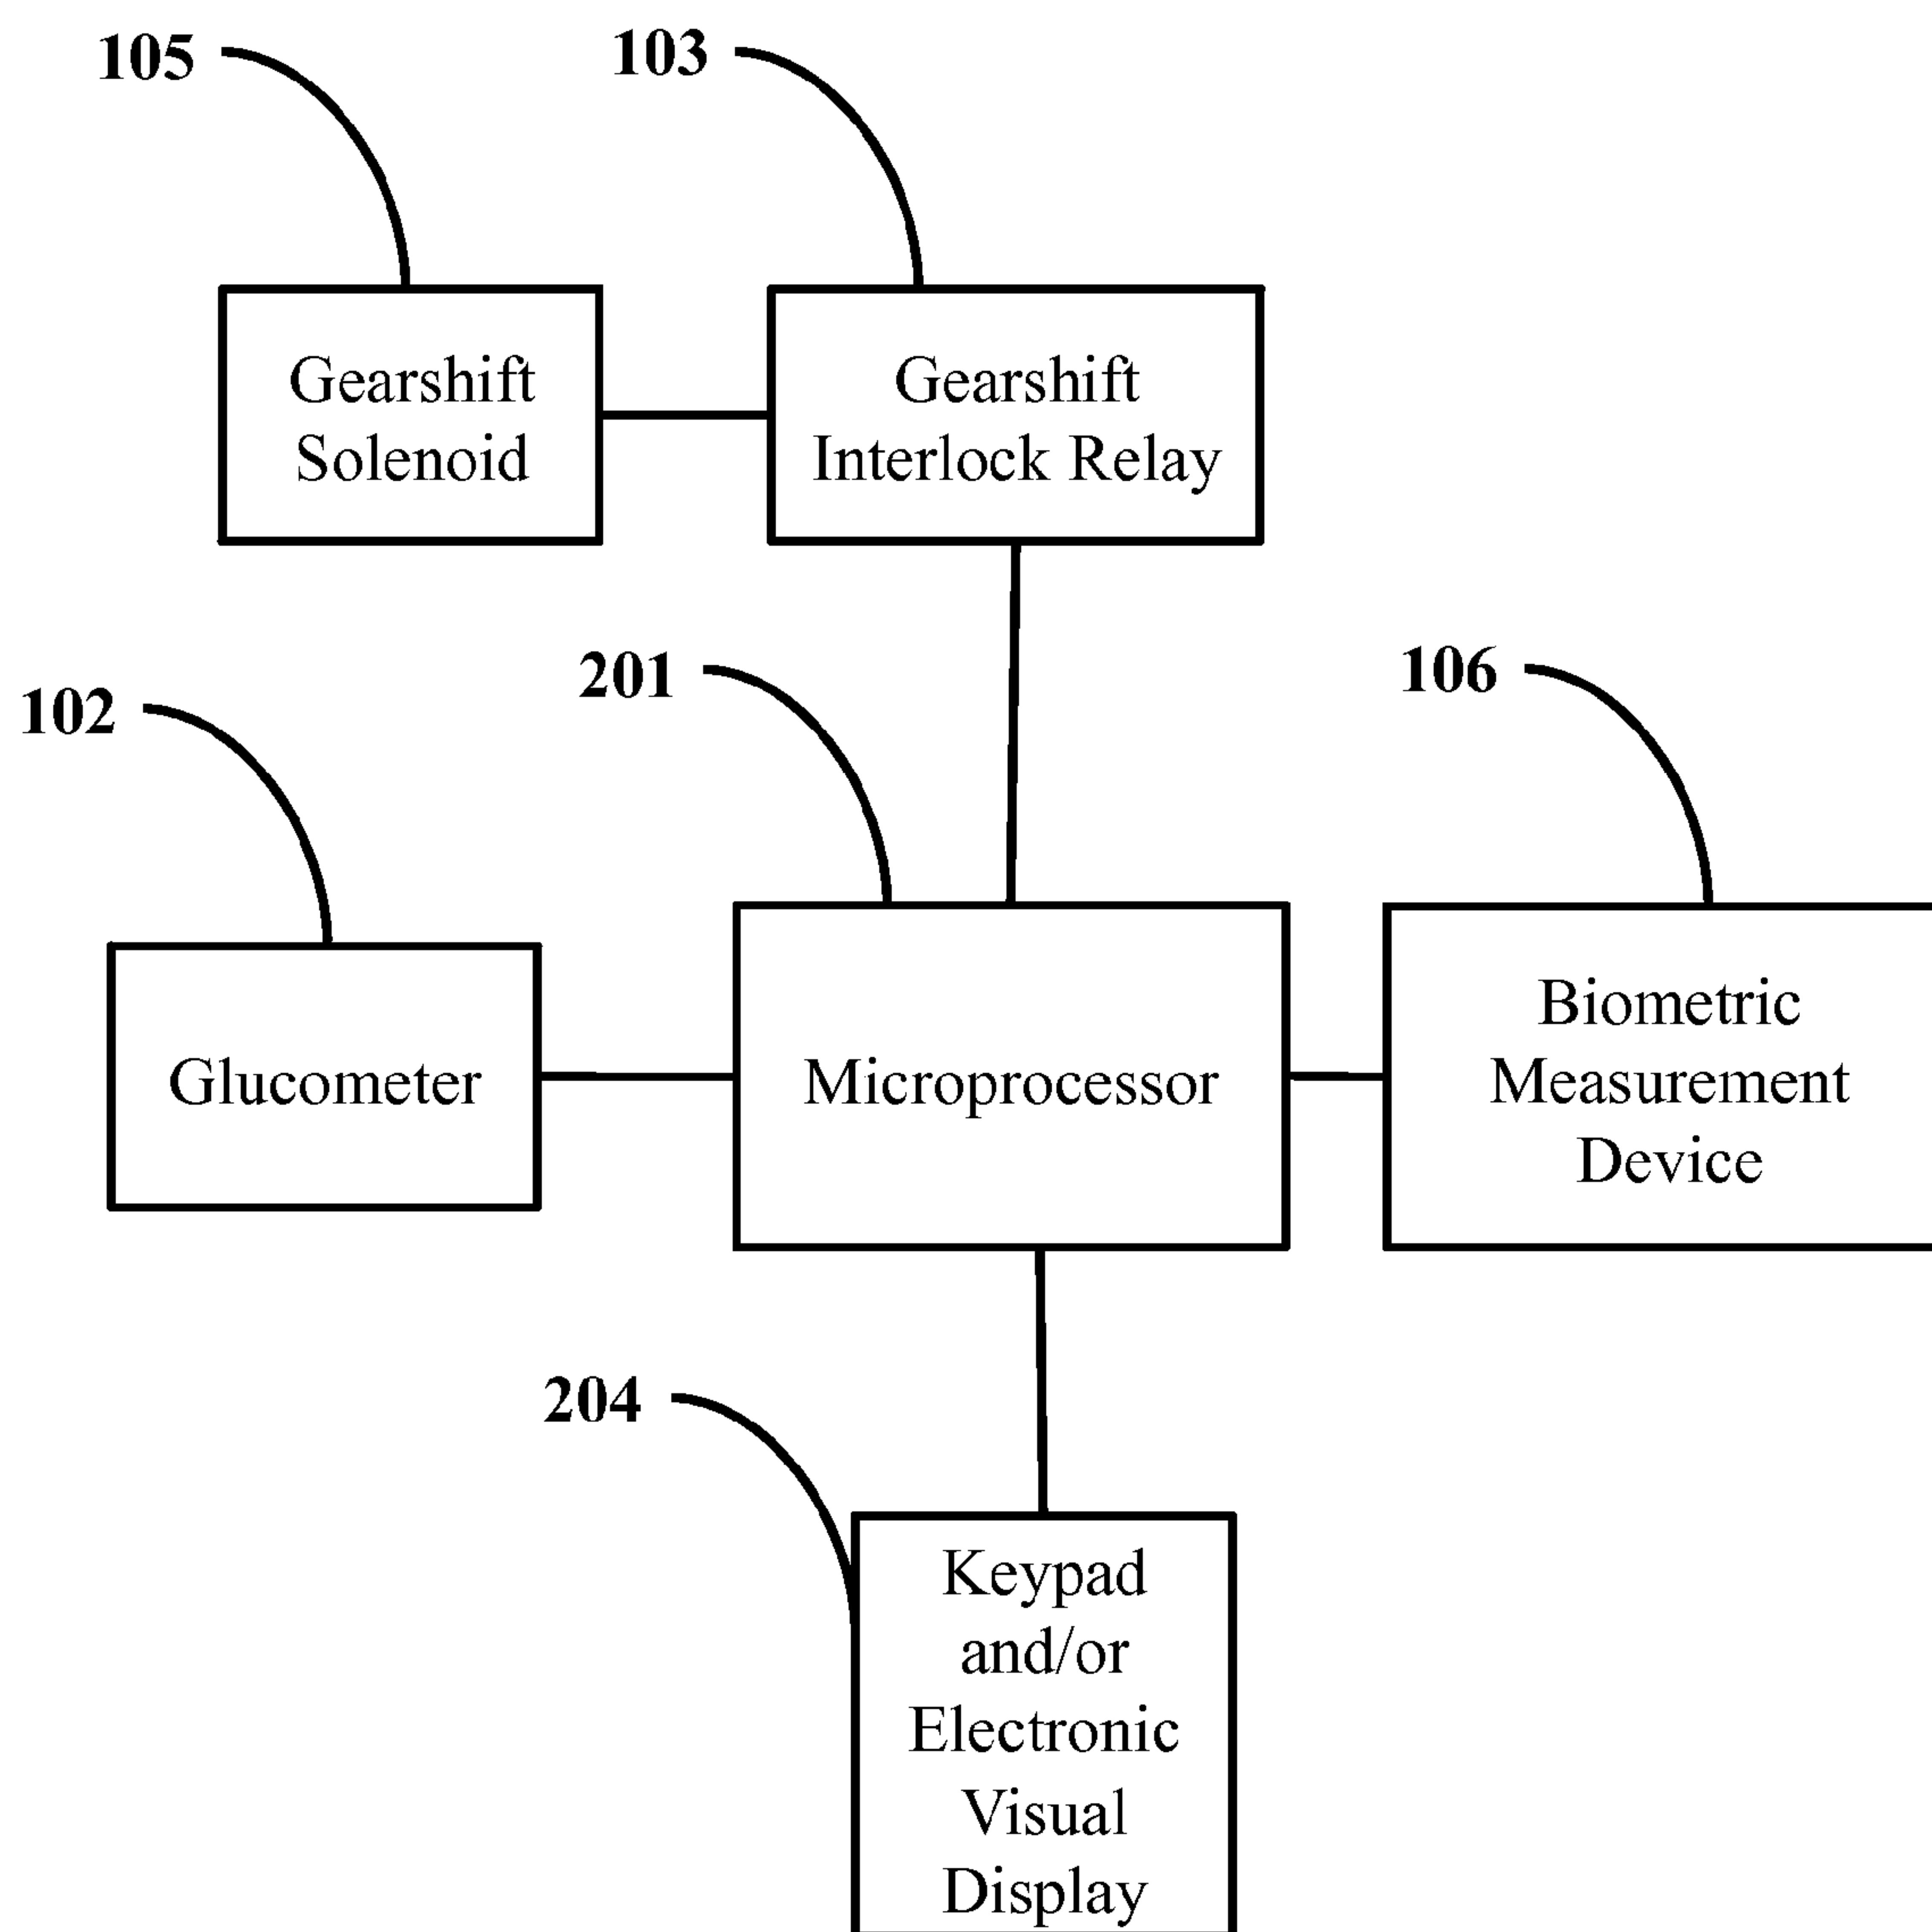 105
103
Gearshift
Solenoid
Gearshift
Interlock Relay
201
106
102
Glucometer
Microprocessor
Biometric
Measurement
Device
204
Keypad
and/or
Electronic
Visual
Display